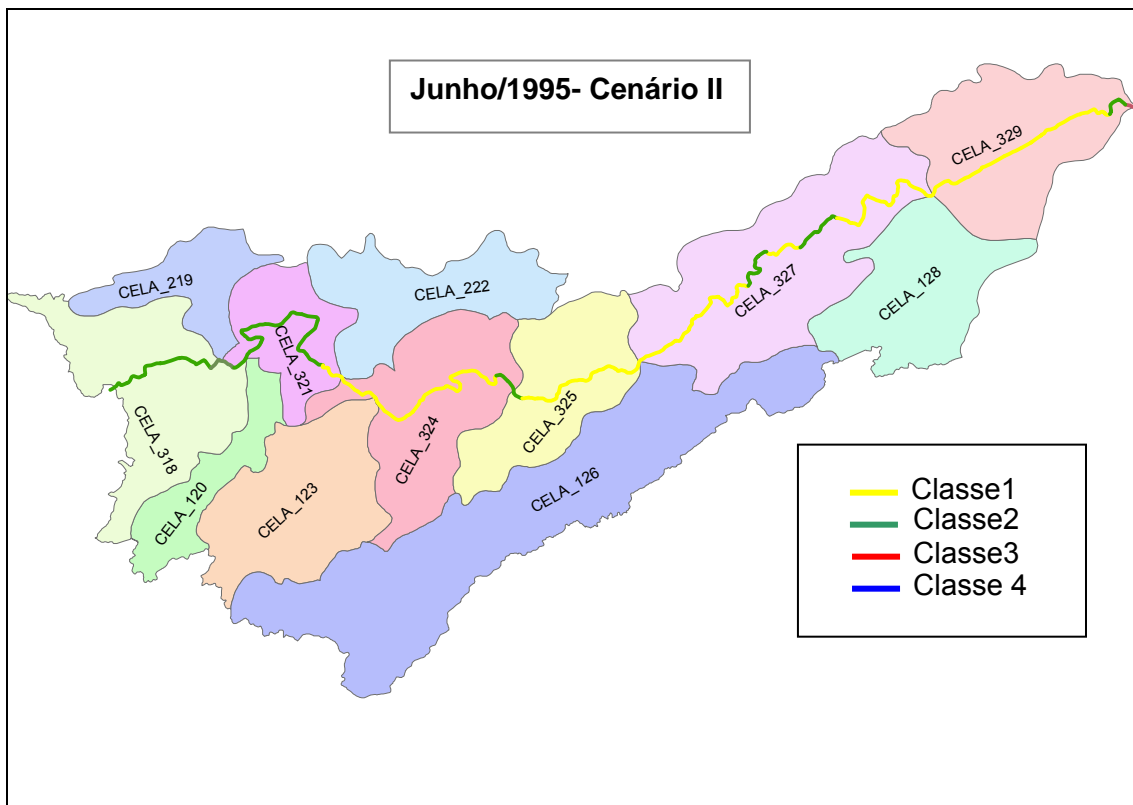 Junho/1995- Cenário II
CELA_329
CELA_219
CELA_222
CELA_327
CELA_128
CELA_321
CELA_318
CELA_324
CELA_325
CELA_120
CELA_123
CELA_126
Classe1
Classe2
Classe3
Classe 4